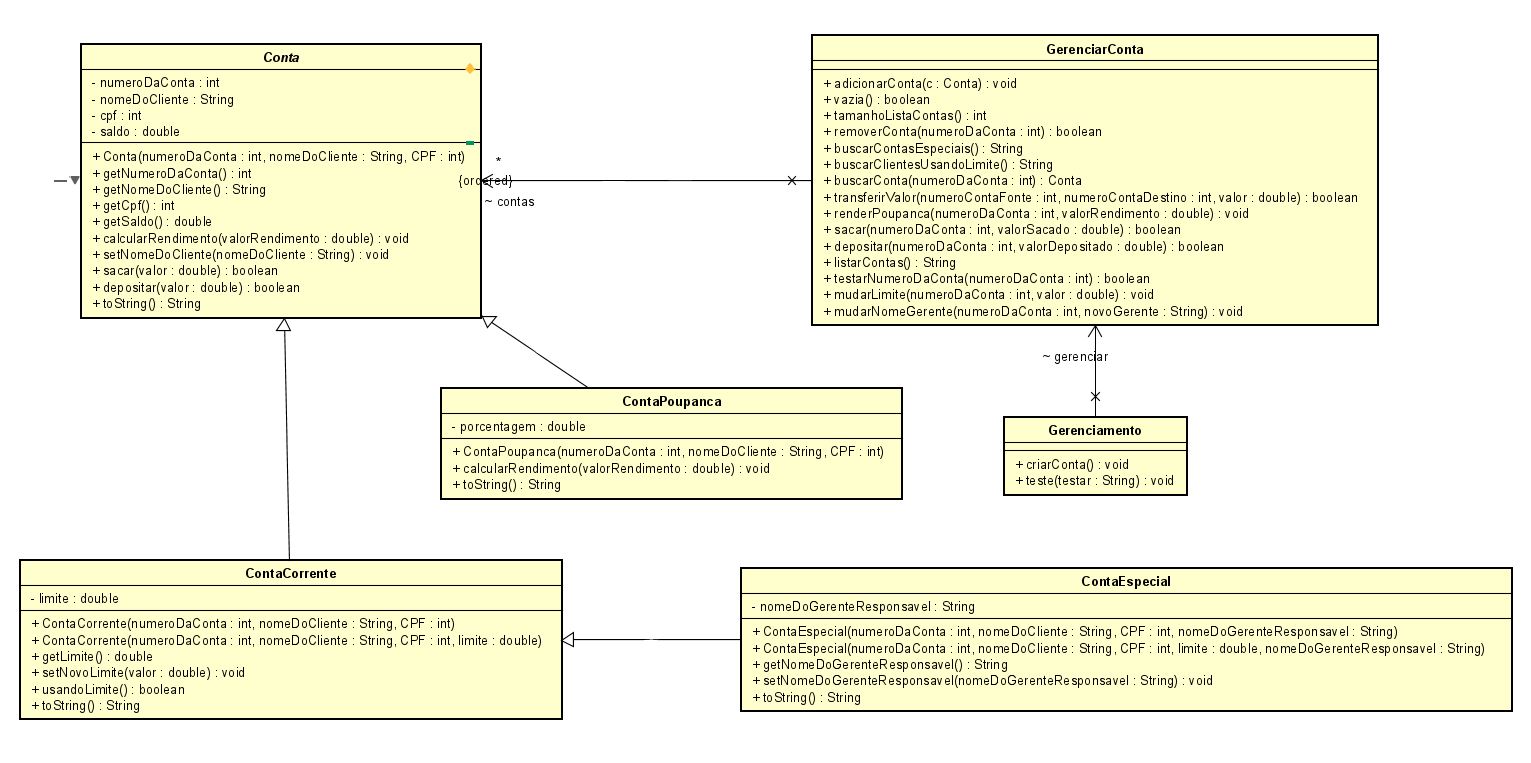 Conta
- numeroDaConta : int
- nomeDoCliente : String
- cpf : int
- saldo : double
+ Conta(numeroDaConta : int, nomeDoCliente : String, CPF : int)
+ getNumeroDaConta() : int
+ getNomeDoCliente() : String
+ getCpf() : int
+ getSaldo() : double
+ calcularRendimento(valorRendimento : double) : void
+ setNomeDoCliente(nomeDoCliente : String) : void
+ sacar(valor : double) : boolean
+ depositar(valor : double) : boolean
+ toString() : String
*
{ordered}
~ contas
GerenciarConta
+ adicionarConta(c : Conta) : void
+ vazia() : boolean
+ tamanhoListaContas() : int
+ removerConta(numeroDaConta : int) : boolean
+ buscarContasEspeciais() : String
+ buscarClientesUsandoLimite() : String
+ buscarConta(numeroDaConta : int) : Conta
+ transferirValor(numeroContaFonte : int, numeroContaDestino : int, valor : double) : boolean
+ renderPoupanca(numeroDaConta : int, valorRendimento : double) : void
+ sacar(numeroDaConta : int, valorSacado : double) : boolean
+ depositar(numeroDaConta : int, valorDepositado : double) : boolean
+ listarContas() : String
+ testarNumeroDaConta(numeroDaConta : int) : boolean
+ mudarLimite(numeroDaConta : int, valor : double) : void
+ mudarNomeGerente(numeroDaConta : int, novoGerente : String) : void
~ gerenciar
ContaPoupanca
- porcentagem : double
+ ContaPoupanca(numeroDaConta : int, nomeDoCliente : String, CPF : int)
+ calcularRendimento(valorRendimento : double) : void
+ toString() : String
Gerenciamento
+ criarConta() : void
+ teste(testar : String) : void
ContaCorrente
- limite : double
+ ContaCorrente(numeroDaConta : int, nomeDoCliente : String, CPF : int)
+ ContaCorrente(numeroDaConta : int, nomeDoCliente : String, CPF : int, limite : double)
+ getLimite() : double
+ setNovoLimite(valor : double) : void
+ usandoLimite() : boolean
+ toString() : String
ContaEspecial
- nomeDoGerenteResponsavel : String
+ ContaEspecial(numeroDaConta : int, nomeDoCliente : String, CPF : int, nomeDoGerenteResponsavel : String)
+ ContaEspecial(numeroDaConta : int, nomeDoCliente : String, CPF : int, limite : double, nomeDoGerenteResponsavel : String)
+ getNomeDoGerenteResponsavel() : String
+ setNomeDoGerenteResponsavel(nomeDoGerenteResponsavel : String) : void
+ toString() : String